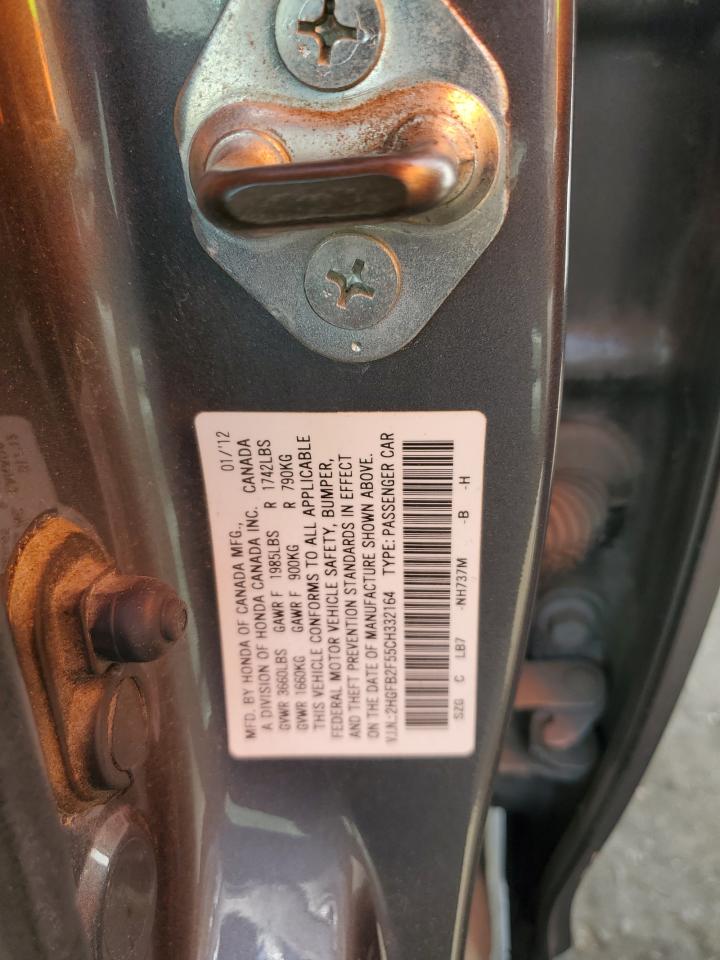 MFD. BY HONDA OF CANADA MFG., 01/'12
A DIVISION OF HONDA CANADA INC. CANADA
GVWR 3660LBS GAWR F 1985LBS R 1742LBS
GVWR 1660KG GAWR F 900KG R 790KG
THIS VEHICLE CONFORMS TO ALL APPLICABLE
FEDERAL MOTOR VEHICLE SAFETY, BUMPER,
AND THEFT PREVENTION STANDARDS IN EFFECT
ON THE DATE OF MANUFACTURE SHOWN ABOVE.
V.I.N.:2HGFB2F55CH332164 TYPE: PASSENGER CAR
SZG C LB7 -NH737M -B -H